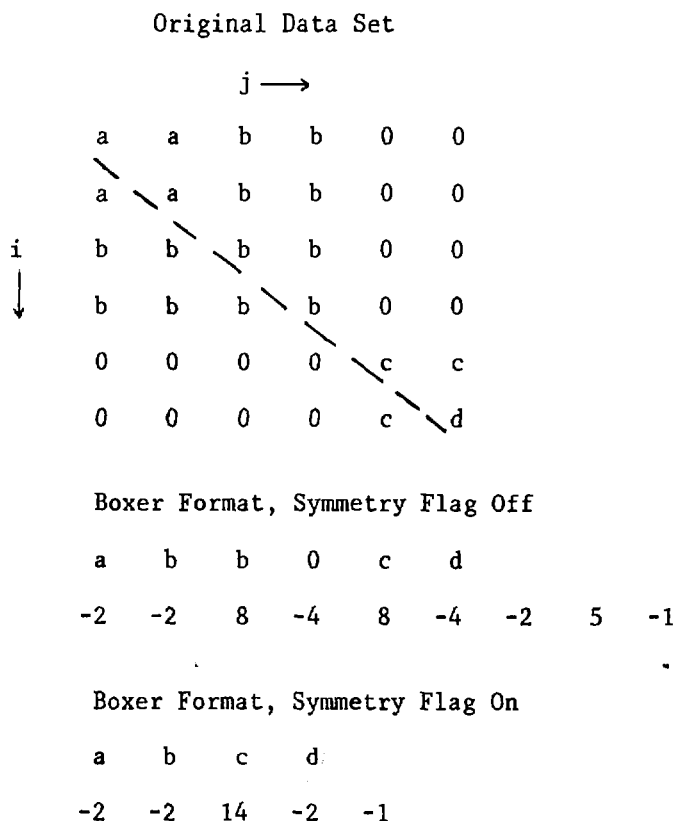 Original Data Set
j
a a b b 0 0
a a b b 0 0
i b b b b 0 0
b b b b 0 0
0 0 0 0 c c
0 0 0 0 c d
Boxer Format, Symmetry Flag Off
a b b 0 c d
-2 -2 8 -4 8 -4 -2 5 -1
Boxer Format, Symmetry Flag On
a b c d
-2 -2 14 -2 -1